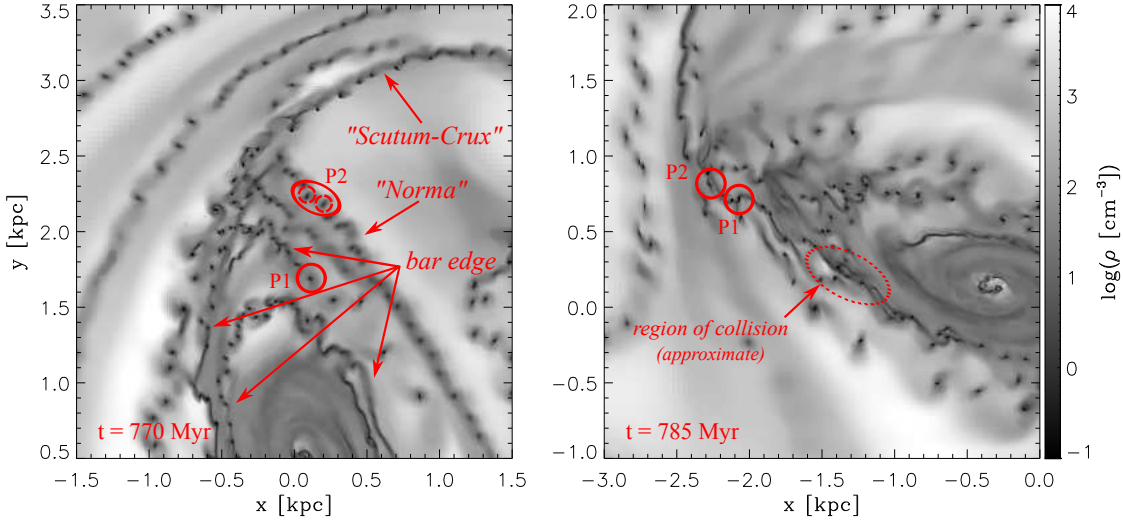 3.5
3.0
2.5
2.0
1.5
1.0
0.5
y [kpc]
−1.5 −1.0 −0.5 0.0 0.5 1.0 1.5
x [kpc]
"Scutum-Crux"
P2
"Norma"
bar edge
P1
t = 770 Myr
2.0
1.5
1.0
0.5
0.0
−0.5
−1.0
−3.0 −2.5 −2.0 −1.5 −1.0 −0.5 0.0
x [kpc]
P2
P1
region of collision
(approximate)
t = 785 Myr
4
3
2
1
0
−1
log(ρ [cm⁻³])